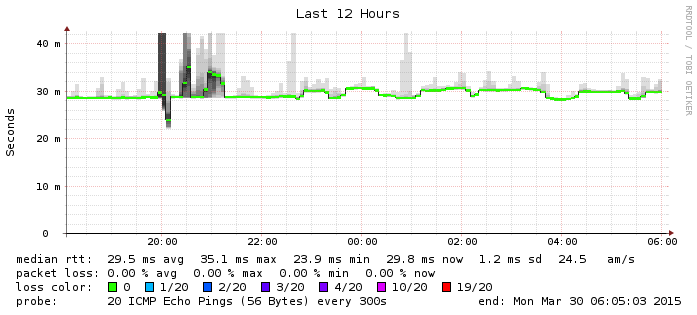 Last 12 Hours
RRDTOOL / TOBI OETIKER
Seconds
40 m
30 m
20 m
10 m
0
20:00 22:00 00:00 02:00 04:00 06:00
median rtt: 29.5 ms avg 35.1 ms max 23.9 ms min 29.8 ms now 1.2 ms sd 24.5 am/s
packet loss: 0.00 % avg 0.00 % max 0.00 % min 0.00 % now
loss color: 0 1/20 2/20 3/20 4/20 10/20 19/20
probe: 20 ICMP Echo Pings (56 Bytes) every 300s end: Mon Mar 30 06:05:03 2015